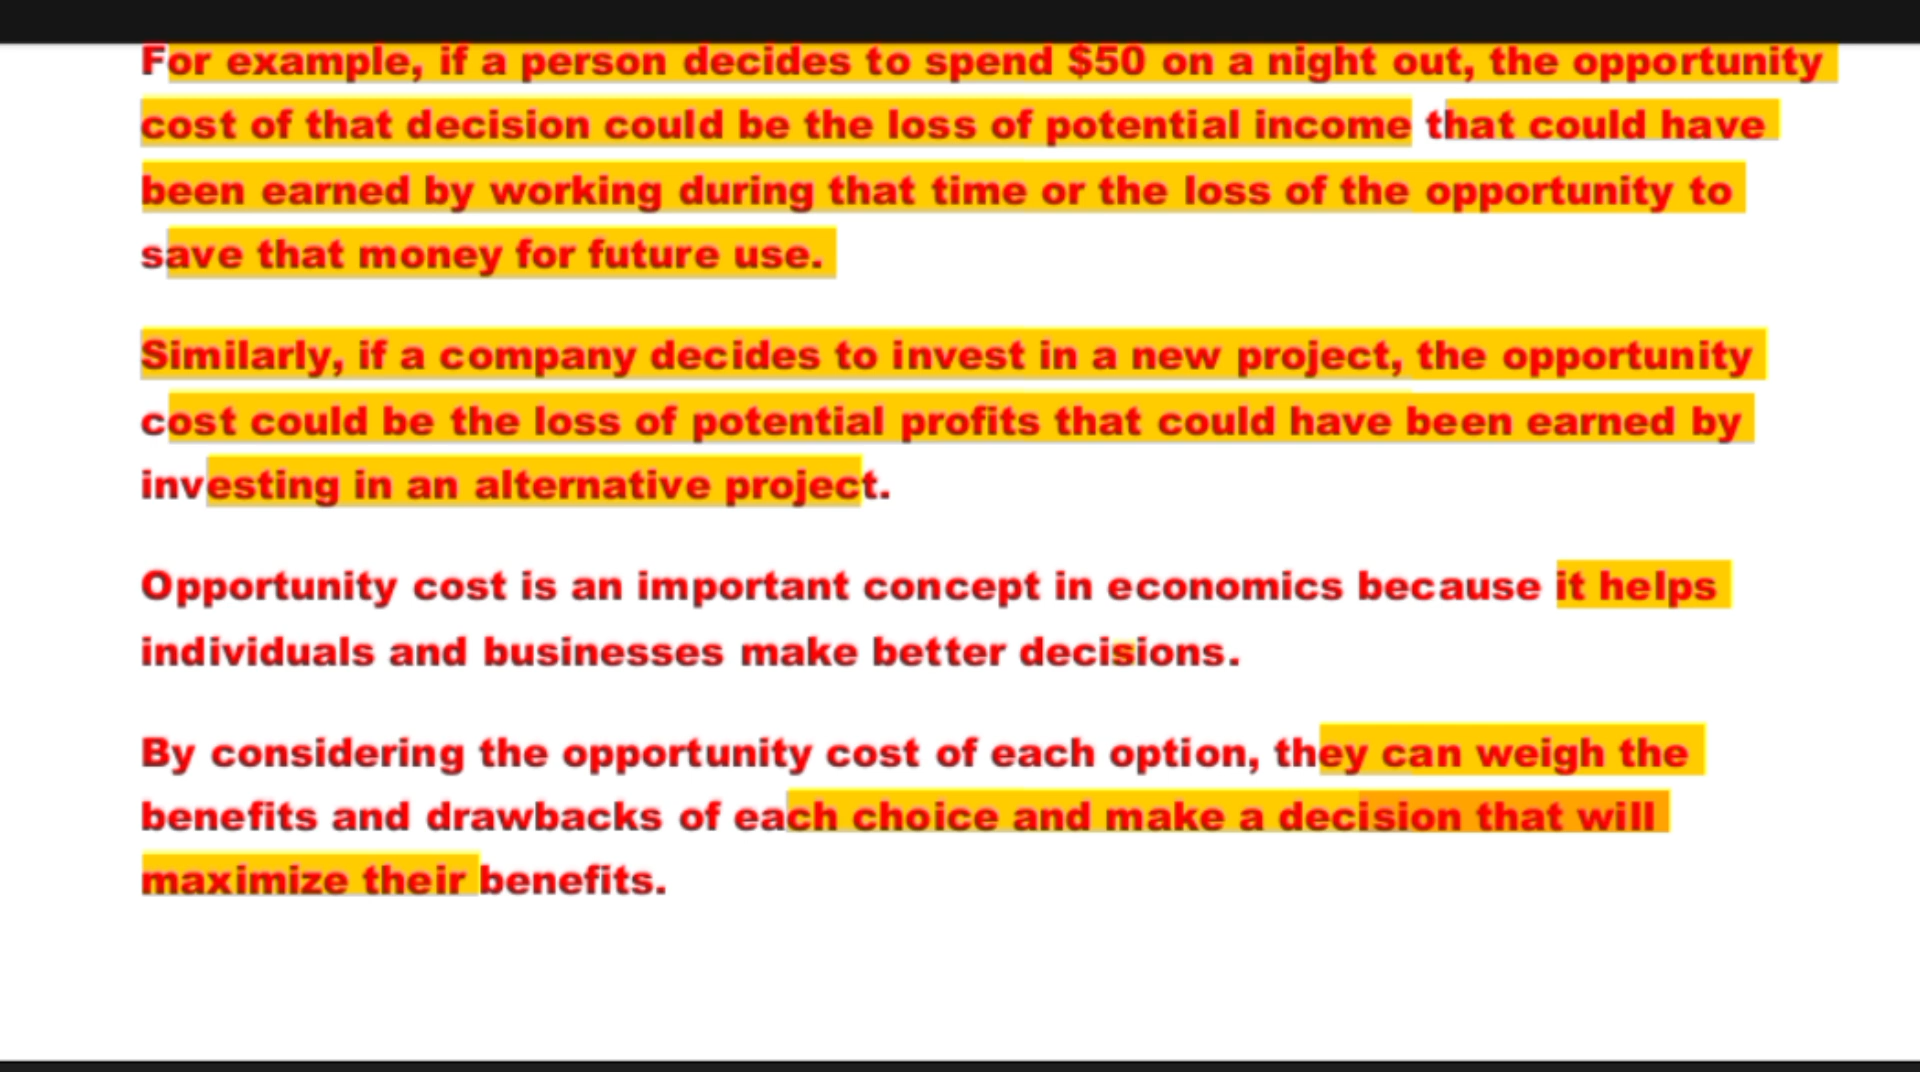 For example, if a person decides to spend $50 on a night out, the opportunity
cost of that decision could be the loss of potential income that could have
been earned by working during that time or the loss of the opportunity to
save that money for future use.
Similarly, if a company decides to invest in a new project, the opportunity
cost could be the loss of potential profits that could have been earned by
investing in an alternative project.
Opportunity cost is an important concept in economics because it helps
individuals and businesses make better decisions.
By considering the opportunity cost of each option, they can weigh the
benefits and drawbacks of each choice and make a decision that will
maximize their benefits.